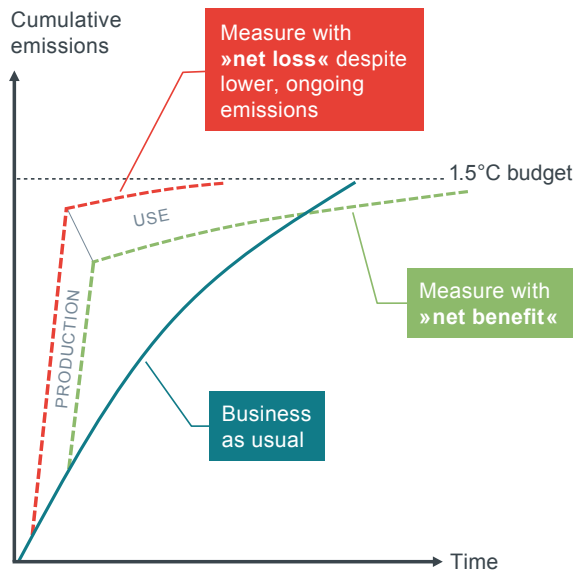 Cumulative
emissions
Measure with
»net loss« despite
lower, ongoing
emissions
1.5°C budget
USE
PRODUCTION
Measure with
»net benefit«
Business
as usual
Time